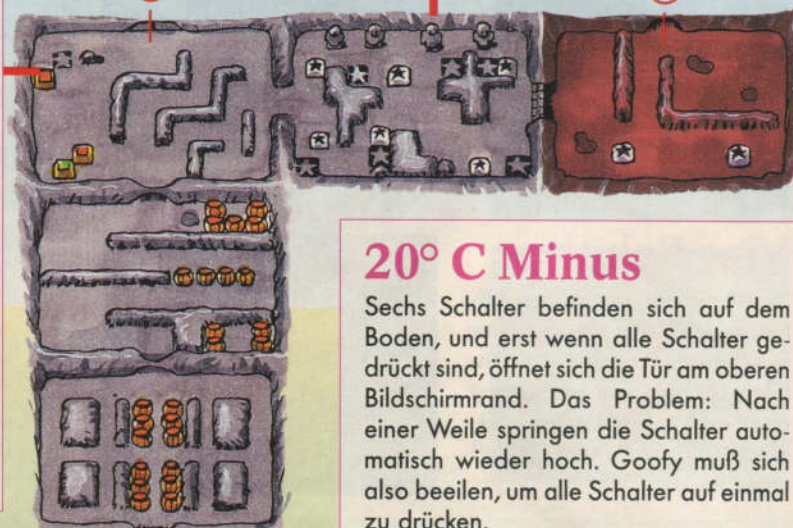 20° C Minus
Sechs Schalter befinden sich auf dem
Boden, und erst wenn alle Schalter ge-
drückt sind, öffnet sich die Tür am oberen
Bildschirmrand. Das Problem: Nach
einer Weile springen die Schalter auto-
matisch wieder hoch. Goofy muß sich
also beeilen, um alle Schalter auf einmal
zu drücken.